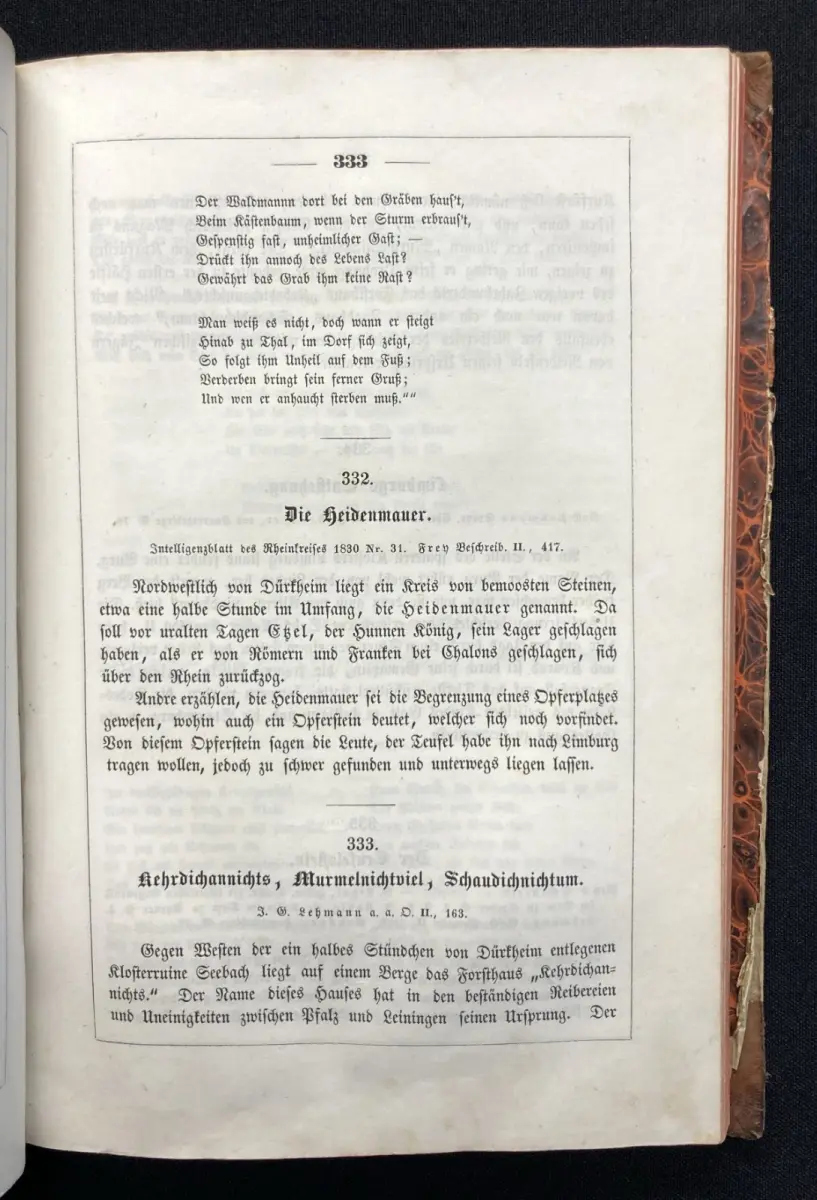 333
Der Waldmannn dort bei den Gräben haus't,
Beim Kästenbaum, wenn der Sturm erbraus't,
Gespenstig fast, unheimlicher Gast; —
Drückt ihn annoch des Lebens Last?
Gewährt das Grab ihm keine Rast?
Man weiß es nicht, doch wann er steigt
Hinab zu Thal, im Dorf sich zeigt,
So folgt ihm Unheil auf dem Fuß;
Verderben bringt sein ferner Gruß;
Und wen er anhaucht sterben muß.““
332.
Die Heidenmauer.
Intelligenzblatt des Rheinkreises 1830 Nr. 31. Frey Beschreib. II., 417.
Nordwestlich von Dürkheim liegt ein Kreis von bemoosten Steinen,
etwa eine halbe Stunde im Umfang, die Heidenmauer genannt. Da
soll vor uralten Tagen Etzel, der Hunnen König, sein Lager geschlagen
haben, als er von Römern und Franken bei Chalons geschlagen, sich
über den Rhein zurückzog.
Andre erzählen, die Heidenmauer sei die Begrenzung eines Opferplatzes
gewesen, wohin auch ein Opferstein deutet, welcher sich noch vorfindet.
Von diesem Opferstein sagen die Leute, der Teufel habe ihn nach Limburg
tragen wollen, jedoch zu schwer gefunden und unterwegs liegen lassen.
333.
Kehrdichannichts, Murmelnichtviel, Schaudichnichtum.
J. G. Lehmann a. a. O. II., 163.
Gegen Westen der ein halbes Stündchen von Dürkheim entlegenen
Klosterruine Seebach liegt auf einem Berge das Forsthaus „Kehrdichan-
nichts.“ Der Name dieses Hauses hat in den beständigen Reibereien
und Uneinigkeiten zwischen Pfalz und Leiningen seinen Ursprung. Der